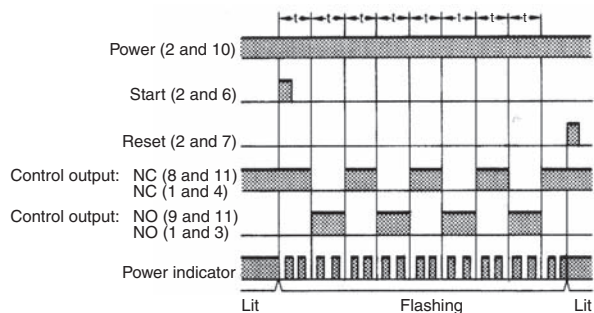 t t t t t t t t
Power (2 and 10)
Start (2 and 6)
Reset (2 and 7)
Control output: NC (8 and 11)
NC (1 and 4)
Control output: NO (9 and 11)
NO (1 and 3)
Power indicator
Lit Flashing Lit